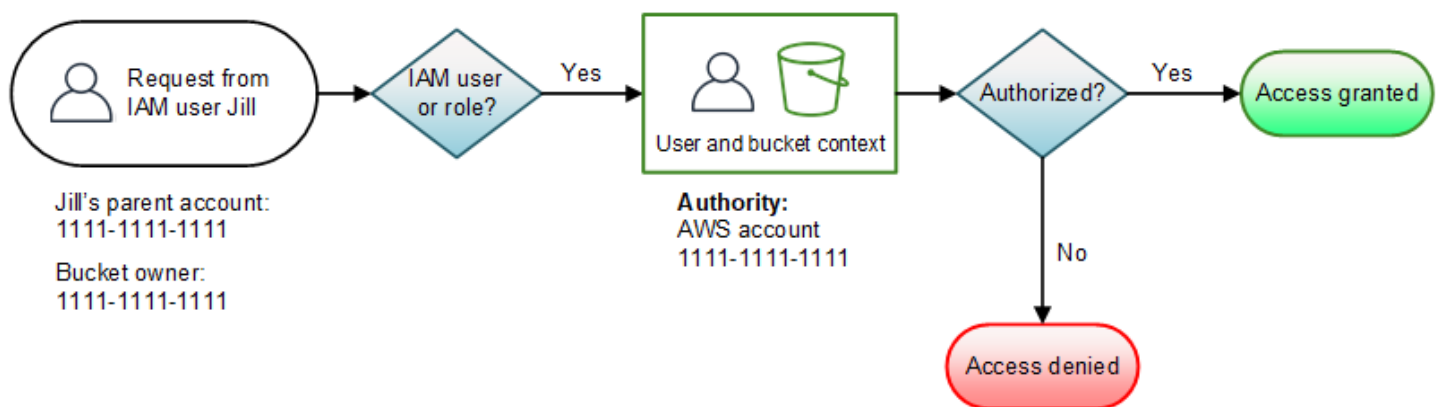 Request from
IAM user Jill
IAM user
or role?
Yes
User and bucket context
Authorized?
Yes
Access granted
Jill's parent account:
1111-1111-1111
Bucket owner:
1111-1111-1111
Authority:
AWS account
1111-1111-1111
No
Access denied